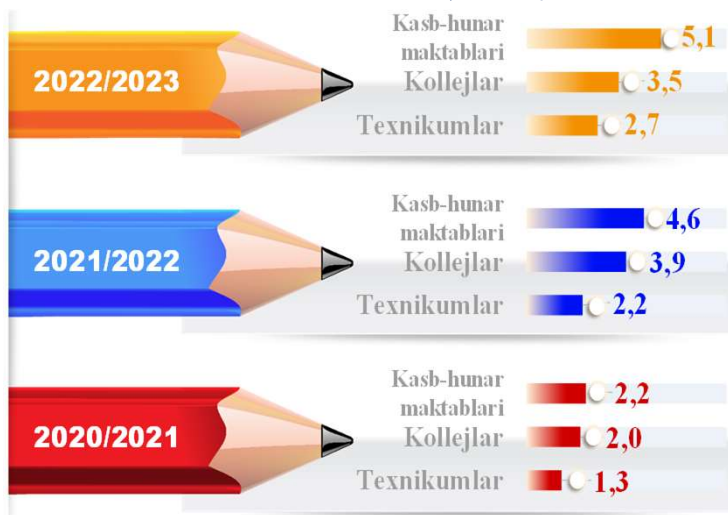 2022/2023
Kasb-hunar
maktablari
5,1
Kollejlar
3,5
Texnikumlar
2,7
2021/2022
Kasb-hunar
maktablari
4,6
Kollejlar
3,9
Texnikumlar
2,2
2020/2021
Kasb-hunar
maktablari
2,2
Kollejlar
2,0
Texnikumlar
1,3